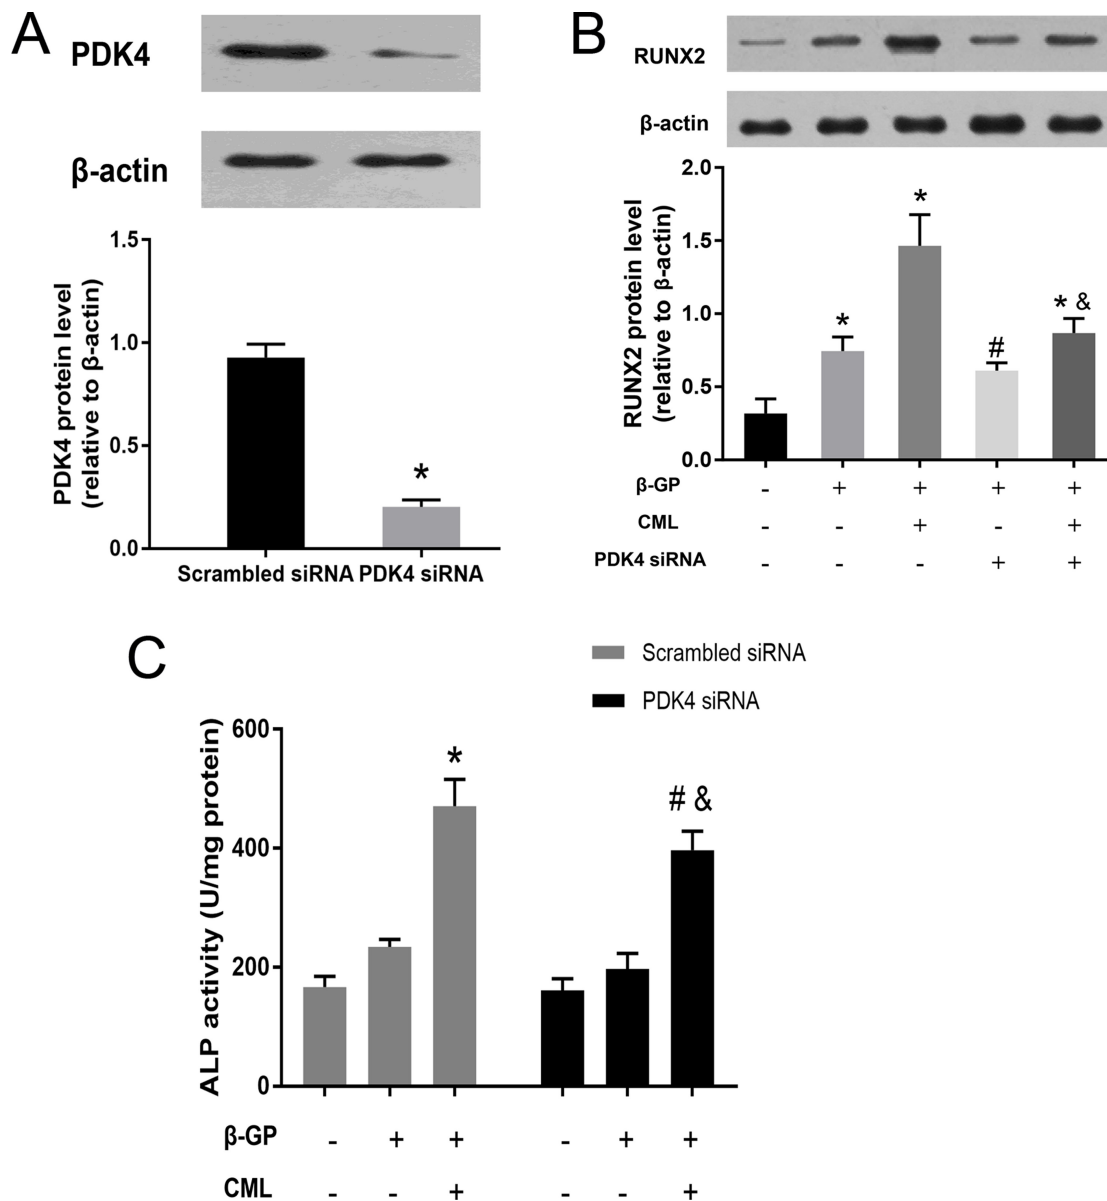 A
PDK4
β-actin
PDK4 protein level
(relative to β-actin)
1.5
1.0
0.5
0.0
*
Scrambled siRNA PDK4 siRNA
B
RUNX2
β-actin
RUNX2 protein level
(relative to β-actin)
2.0
1.5
1.0
0.5
0.0
* * # * &
β-GP - + + + +
CML - - + - +
PDK4 siRNA - - - + +
C
Scrambled siRNA
PDK4 siRNA
ALP activity (U/mg protein)
600
400
200
0
* # &
β-GP - + + - + +
CML - - + - - +